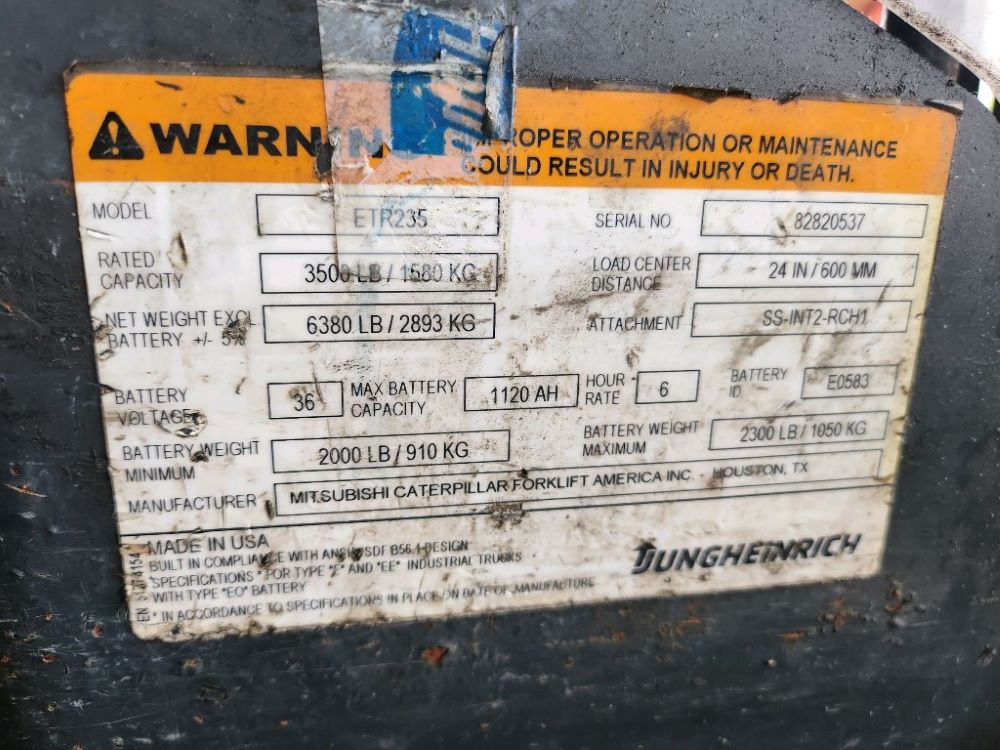 WARNIN ROPER OPERATION OR MAINTENANCE
COULD RESULT IN INJURY OR DEATH.
MODEL ETR235 SERIAL NO 82820537
RATED CAPACITY 3500 LB / 1580 KG LOAD CENTER DISTANCE 24 IN / 600 MM
NET WEIGHT EXCL BATTERY +/- 5% 6380 LB / 2893 KG ATTACHMENT SS-INT2-RCH1
BATTERY VOLTAGE 36 MAX BATTERY CAPACITY 1120 AH HOUR RATE 6 BATTERY ID E0583
BATTERY WEIGHT MINIMUM 2000 LB / 910 KG BATTERY WEIGHT MAXIMUM 2300 LB / 1050 KG
MANUFACTURER MITSUBISHI CATERPILLAR FORKLIFT AMERICA INC. HOUSTON, TX
MADE IN USA
BUILT IN COMPLIANCE WITH B56.1 DESIGN
SPECIFICATIONS * FOR TYPE "E" AND "EE" INDUSTRIAL TRUCKS
WITH TYPE "EO" BATTERY
* IN ACCORDANCE TO SPECIFICATIONS IN PLACE ON DATE OF MANUFACTURE
JUNGHEINRICH
EN